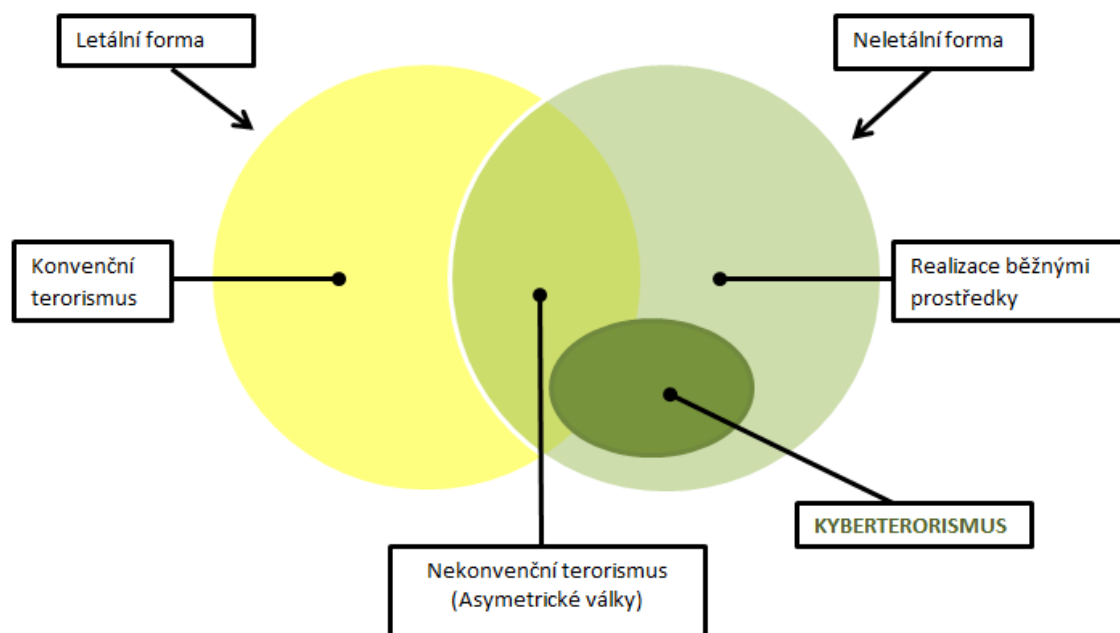 Letální forma
Neletální forma
Konvenční
terorismus
Realizace běžnými
prostředky
KYBERTERORISMUS
Nekonvenční terorismus
(Asymetrické války)